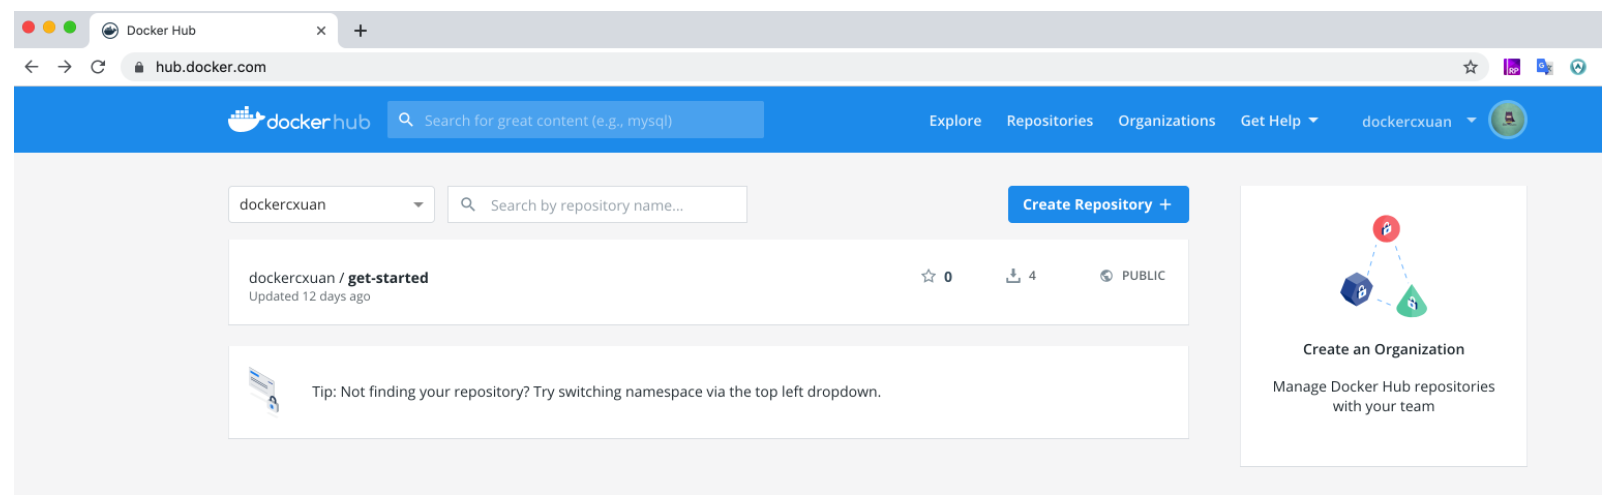 Docker Hub
hub.docker.com
RP
G
docker hub
Search for great content (e.g., mysql)
Explore
Repositories
Organizations
Get Help
dockercxuan
dockercxuan
Search by repository name...
Create Repository +
dockercxuan / get-started
Updated 12 days ago
0
4
PUBLIC
Tip: Not finding your repository? Try switching namespace via the top left dropdown.
Create an Organization
Manage Docker Hub repositories
with your team